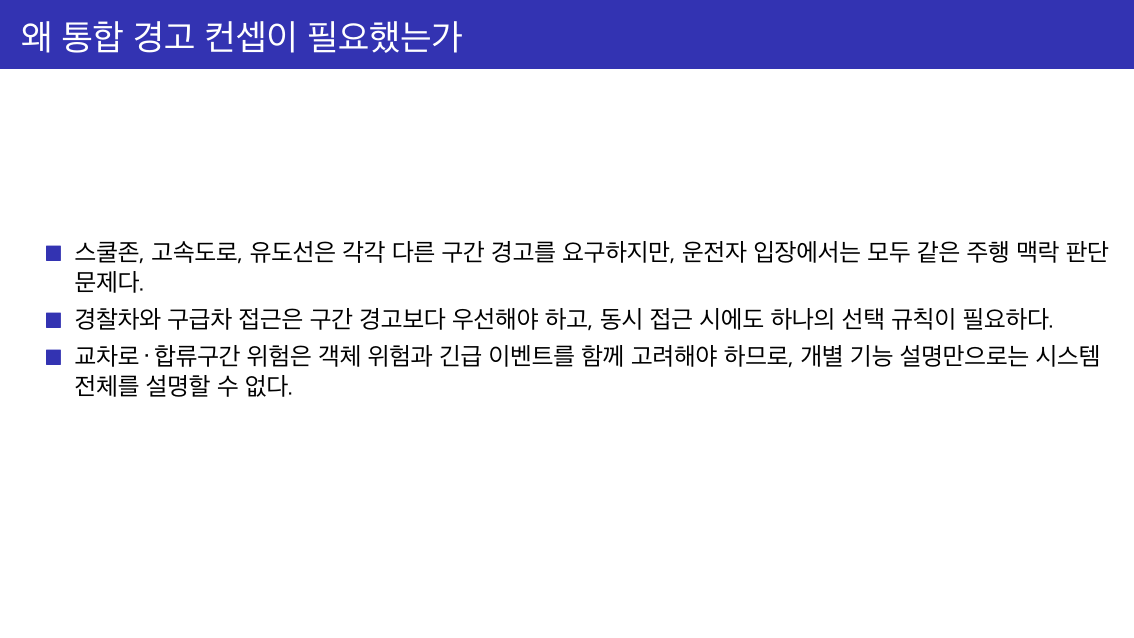 왜 통합 경고 컨셉이 필요했는가
스쿨존, 고속도로, 유도선은 각각 다른 구간 경고를 요구하지만, 운전자 입장에서는 모두 같은 주행 맥락 판단
문제다.
경찰차와 구급차 접근은 구간 경고보다 우선해야 하고, 동시 접근 시에도 하나의 선택 규칙이 필요하다.
교차로·합류구간 위험은 객체 위험과 긴급 이벤트를 함께 고려해야 하므로, 개별 기능 설명만으로는 시스템
전체를 설명할 수 없다.